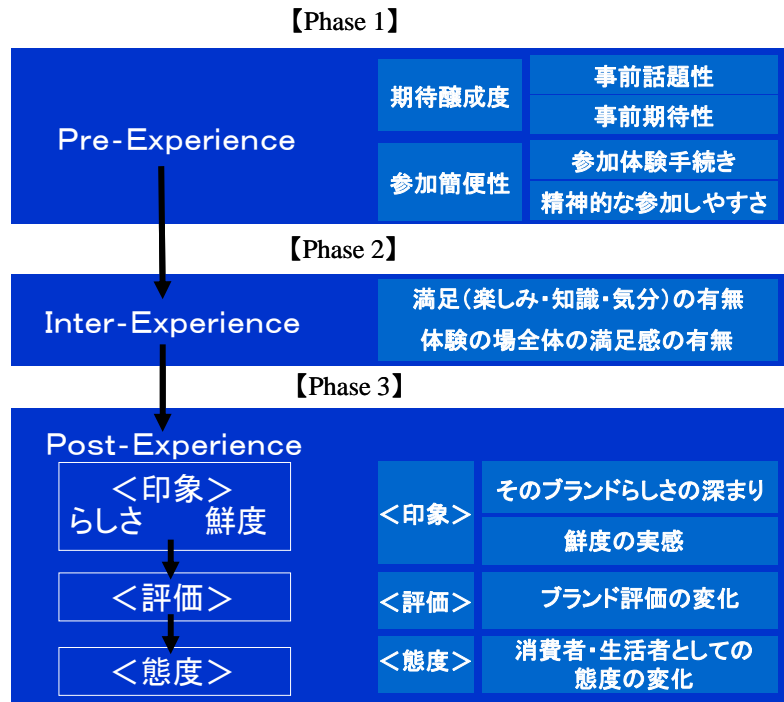 【Phase 1】
Pre-Experience
期待醸成度
事前話題性
事前期待性
参加簡便性
参加体験手続き
精神的な参加しやすさ
【Phase 2】
Inter-Experience
満足(楽しみ・知識・気分)の有無
体験の場全体の満足感の有無
【Phase 3】
Post-Experience
<印象>
らしさ 鮮度
<評価>
<態度>
<印象>
そのブランドらしさの深まり
鮮度の実感
<評価>
ブランド評価の変化
<態度>
消費者・生活者としての
態度の変化